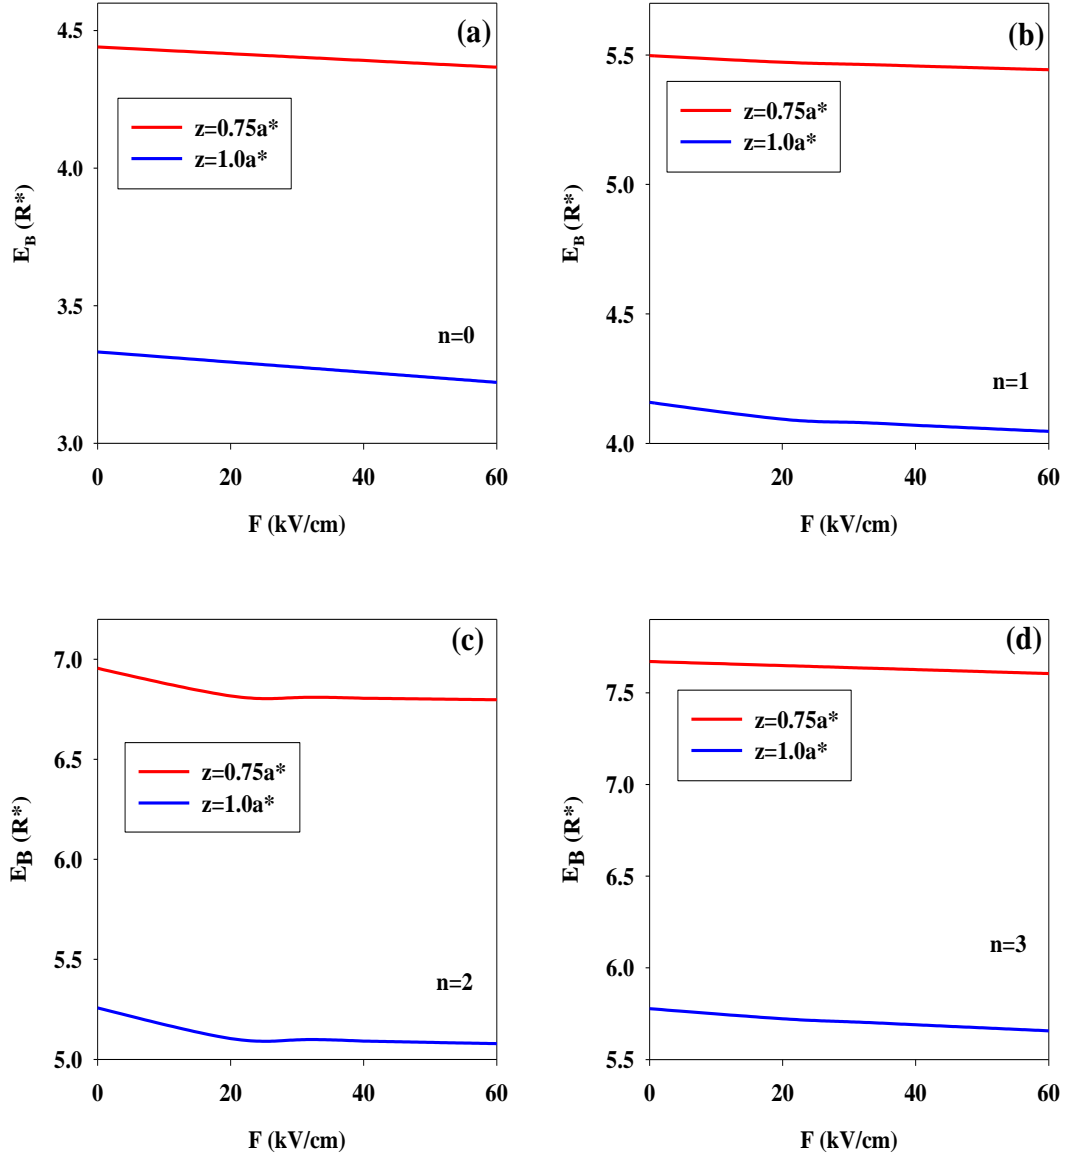 (a)
4.5
4.0
3.5
3.0
E_B (R*)
z=0.75a*
z=1.0a*
n=0
0 20 40 60
F (kV/cm)
(b)
5.5
5.0
4.5
4.0
E_B (R*)
z=0.75a*
z=1.0a*
n=1
0 20 40 60
F (kV/cm)
(c)
7.0
6.5
6.0
5.5
5.0
E_B (R*)
z=0.75a*
z=1.0a*
n=2
0 20 40 60
F (kV/cm)
(d)
7.5
7.0
6.5
6.0
5.5
E_B (R*)
z=0.75a*
z=1.0a*
n=3
0 20 40 60
F (kV/cm)